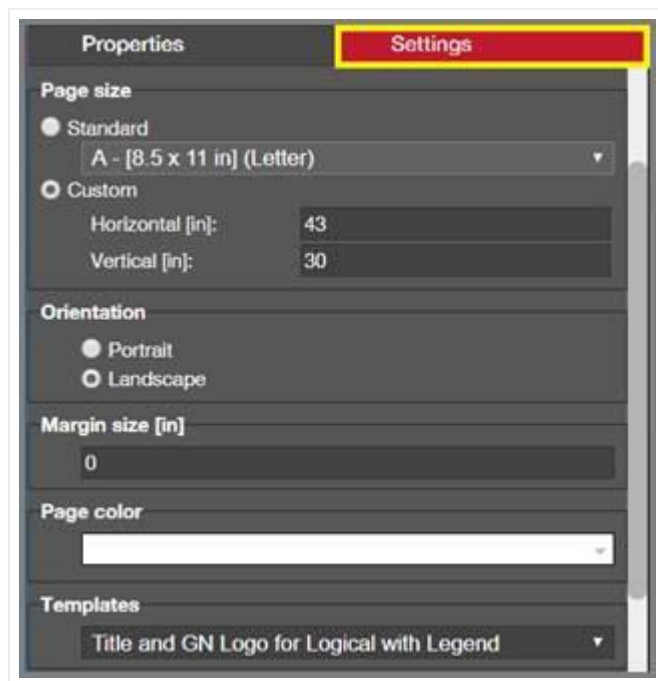 Properties Settings
Page size
Standard
A - [8.5 x 11 in] (Letter)
Custom
Horizontal [in]: 43
Vertical [in]: 30
Orientation
Portrait
Landscape
Margin size [in]
0
Page color
Templates
Title and GN Logo for Logical with Legend